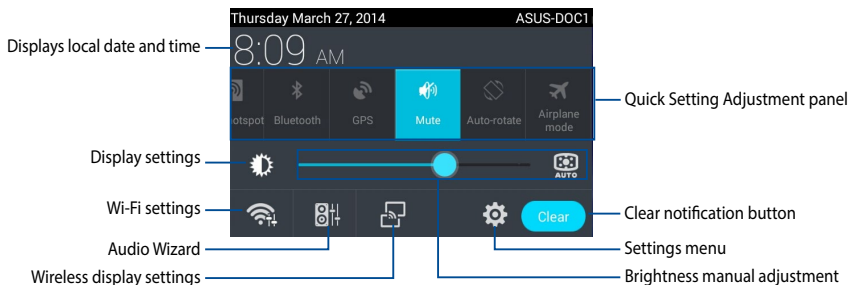 Thursday March 27, 2014 ASUS-DOC1
Displays local date and time
8:09 AM
otspot Bluetooth GPS Mute Auto-rotate Airplane mode
Quick Setting Adjustment panel
Display settings
AUTO
Wi-Fi settings
Clear
Clear notification button
Audio Wizard
Settings menu
Wireless display settings
Brightness manual adjustment